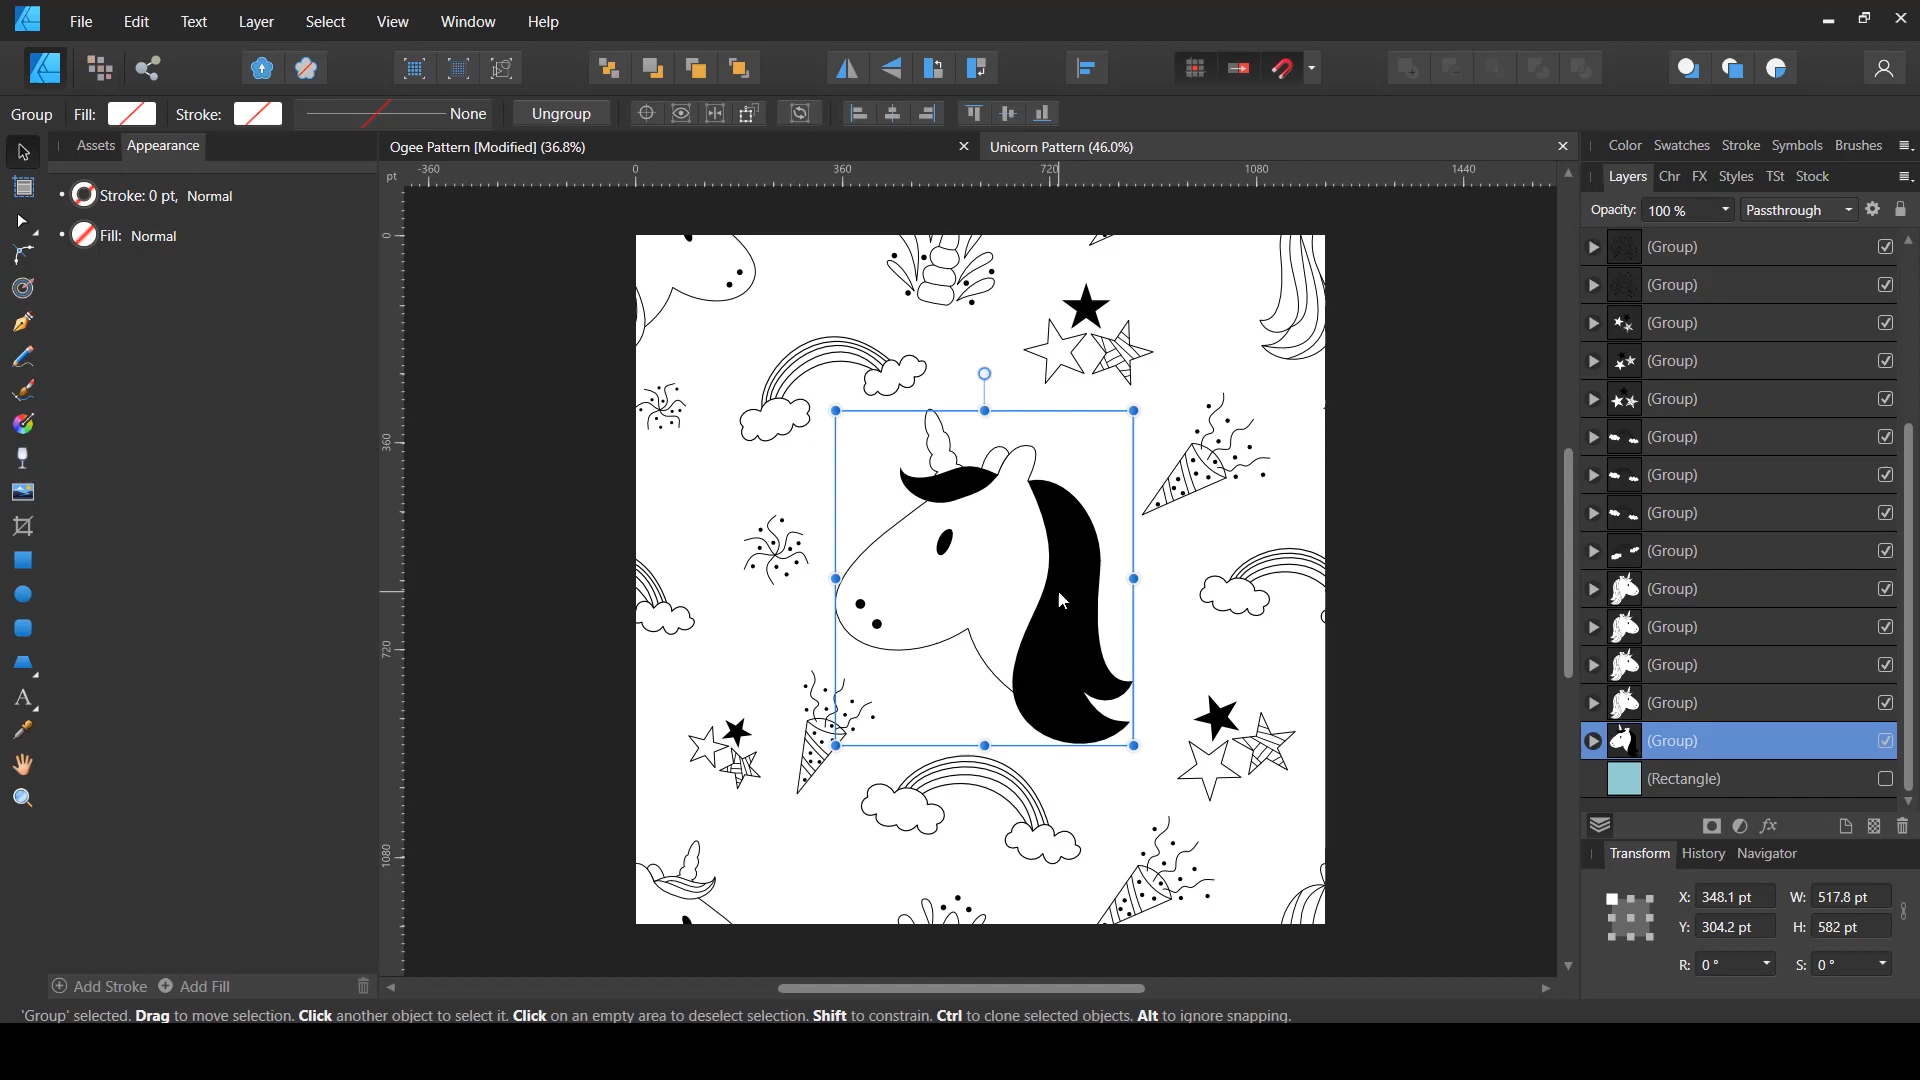 File Edit Text Layer Select View Window Help
Group Fill: Stroke: None Ungroup
Assets Appearance
Ogee Pattern [Modified] (36.8%)
Unicorn Pattern (46.0%)
Color Swatches Stroke Symbols Brushes
pt -360 0 360 720 1080 1440
Layers Chr FX Styles TSt Stock
Stroke: 0 pt, Normal
Opacity: 100 % Passthrough
Fill: Normal
0
360
720
1080
(Group)
(Group)
(Group)
(Group)
(Group)
(Group)
(Group)
(Group)
(Group)
(Group)
(Group)
(Group)
(Group)
(Group)
(Rectangle)
Transform History Navigator
X: 348.1 pt W: 517.8 pt
Y: 304.2 pt H: 582 pt
R: 0 ° S: 0 °
Add Stroke Add Fill
'Group' selected. Drag to move selection. Click another object to select it. Click on an empty area to deselect selection. Shift to constrain. Ctrl to clone selected objects. Alt to ignore snapping.